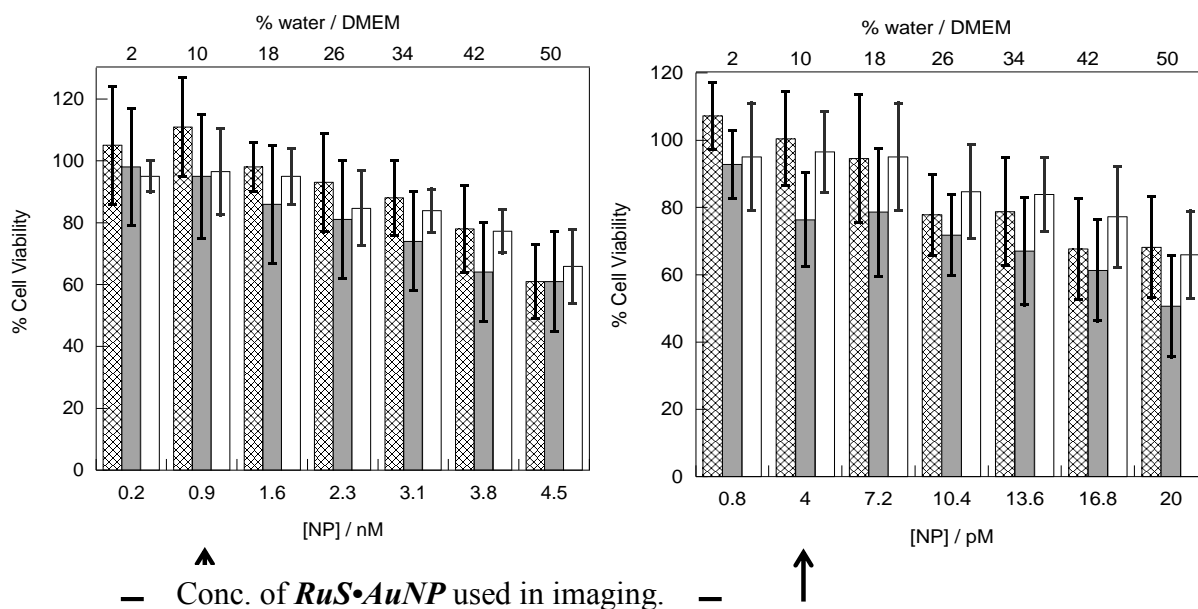 % water / DMEM
2 10 18 26 34 42 50
120
100
80
60
40
20
0
% Cell Viability
0.2 0.9 1.6 2.3 3.1 3.8 4.5
[NP] / nM
% water / DMEM
2 10 18 26 34 42 50
120
100
80
60
40
20
0
% Cell Viability
0.8 4 7.2 10.4 13.6 16.8 20
[NP] / pM
Conc. of RuS•AuNP used in imaging.